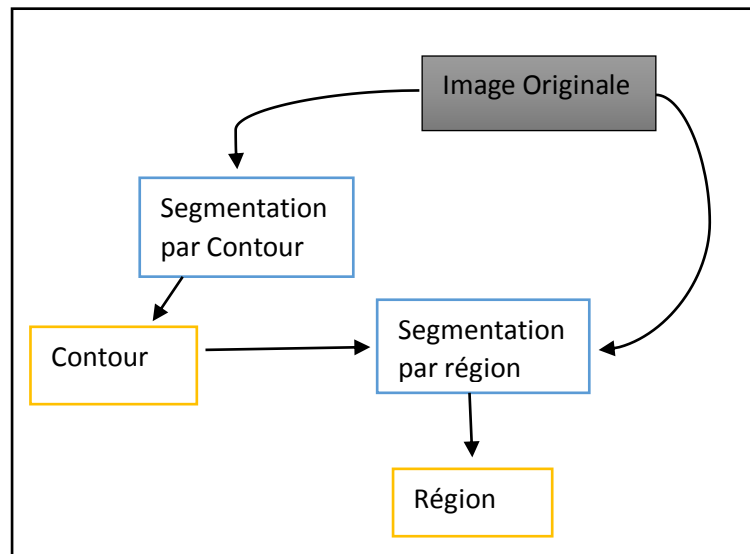 Image Originale
Segmentation
par Contour
Contour
Segmentation
par région
Région